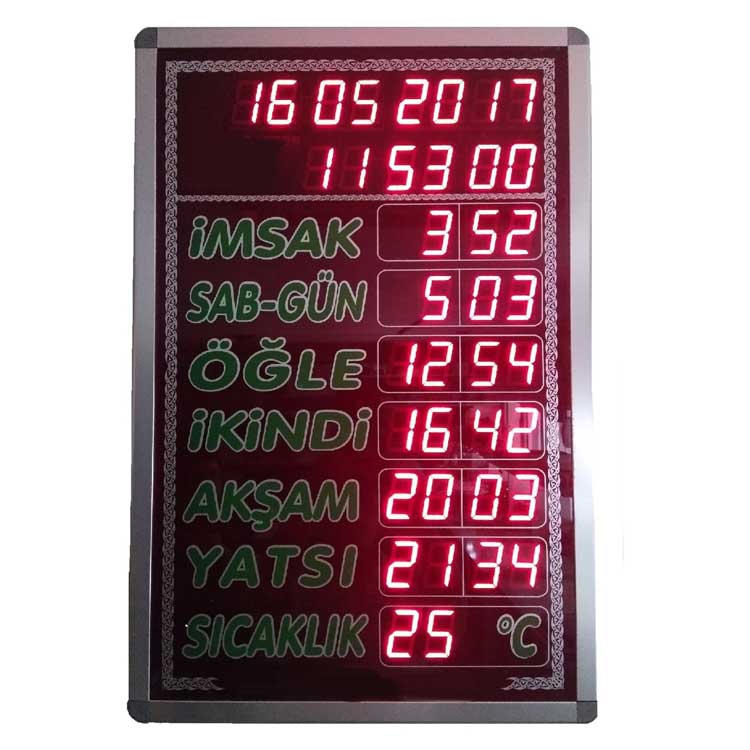 16 05 2017
11 53 00
İMSAK 3 52
SAB-GÜN 5 03
ÖĞLE 12 54
İKİNDİ 16 42
AKŞAM 20 03
YATSI 21 34
SICAKLIK 25 °C